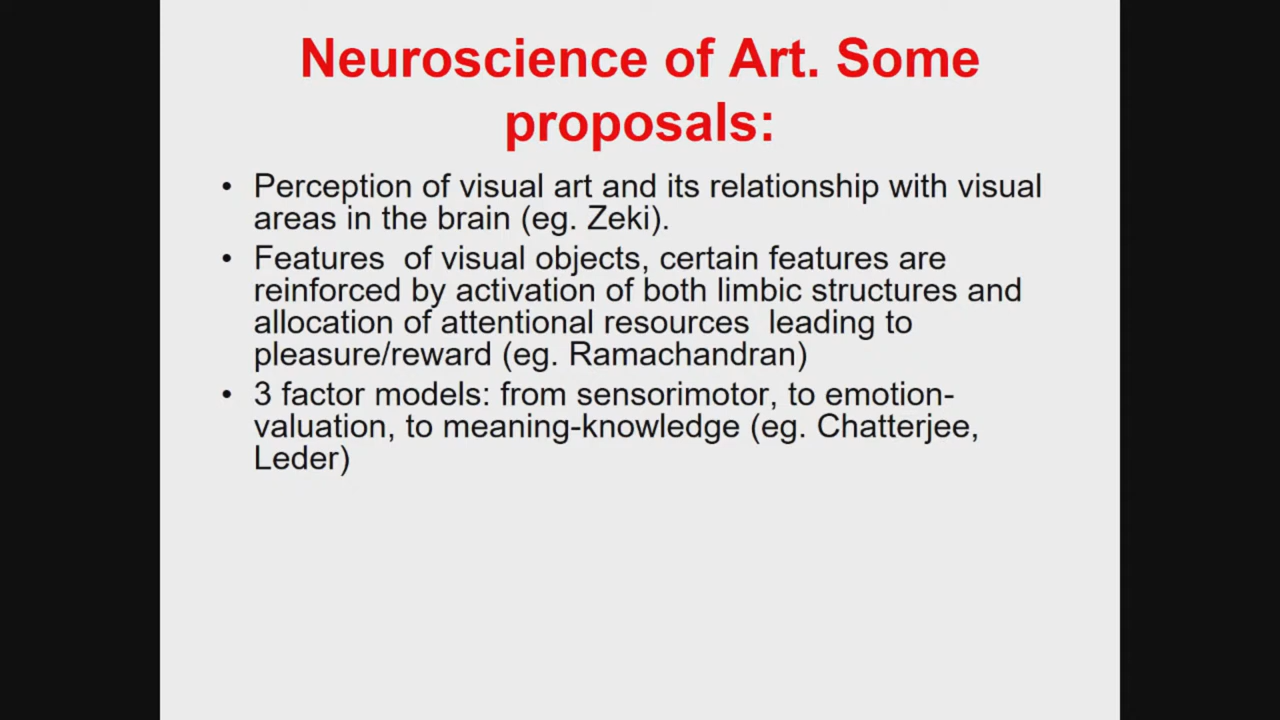 Neuroscience of Art. Some
proposals:
• Perception of visual art and its relationship with visual
areas in the brain (eg. Zeki).
• Features  of visual objects, certain features are
reinforced by activation of both limbic structures and
allocation of attentional resources  leading to
pleasure/reward (eg. Ramachandran)
• 3 factor models: from sensorimotor, to emotion-
valuation, to meaning-knowledge (eg. Chatterjee,
Leder)